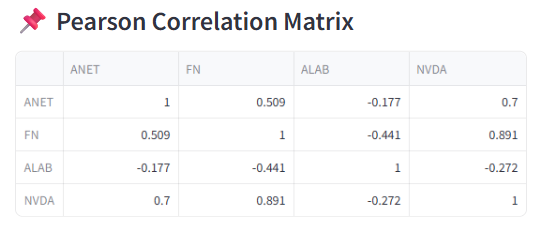 Pearson Correlation Matrix
ANET FN ALAB NVDA
ANET 1 0.509 -0.177 0.7
FN 0.509 1 -0.441 0.891
ALAB -0.177 -0.441 1 -0.272
NVDA 0.7 0.891 -0.272 1